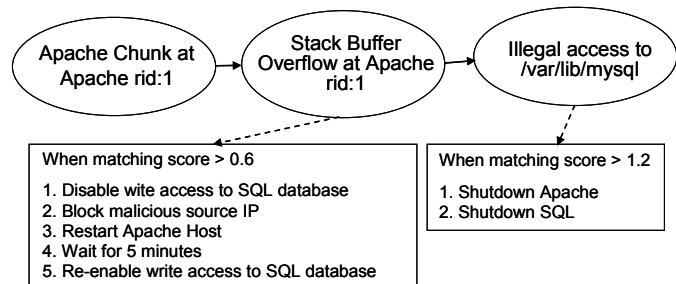 Apache Chunk at
Apache rid:1
Stack Buffer
Overflow at Apache
rid:1
Illegal access to
/var/lib/mysql
When matching score > 0.6
1. Disable wite access to SQL database
2. Block malicious source IP
3. Restart Apache Host
4. Wait for 5 minutes
5. Re-enable write access to SQL database
When matching score > 1.2
1. Shutdown Apache
2. Shutdown SQL